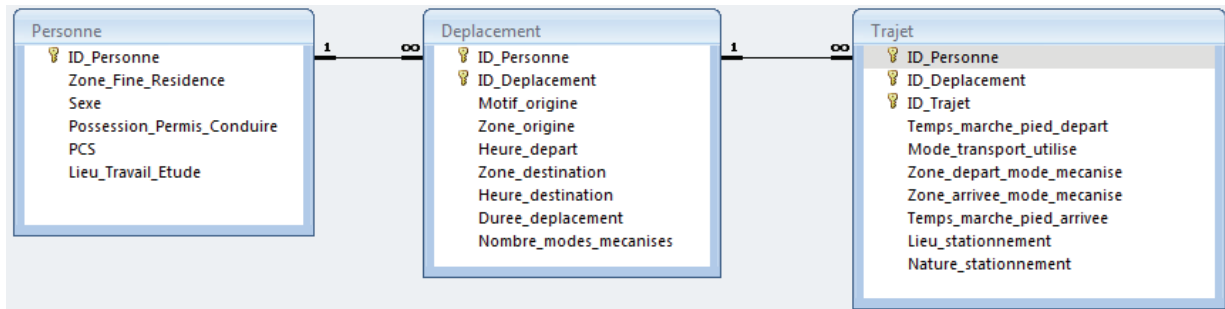 Personne
ID_Personne
Zone_Fine_Residence
Sexe
Possession_Permis_Conduire
PCS
Lieu_Travail_Etude
1
∞
Deplacement
ID_Personne
ID_Deplacement
Motif_origine
Zone_origine
Heure_depart
Zone_destination
Heure_destination
Duree_deplacement
Nombre_modes_mecanises
1
∞
Trajet
ID_Personne
ID_Deplacement
ID_Trajet
Temps_marche_pied_depart
Mode_transport_utilise
Zone_depart_mode_mecanise
Zone_arrivee_mode_mecanise
Temps_marche_pied_arrivee
Lieu_stationnement
Nature_stationnement